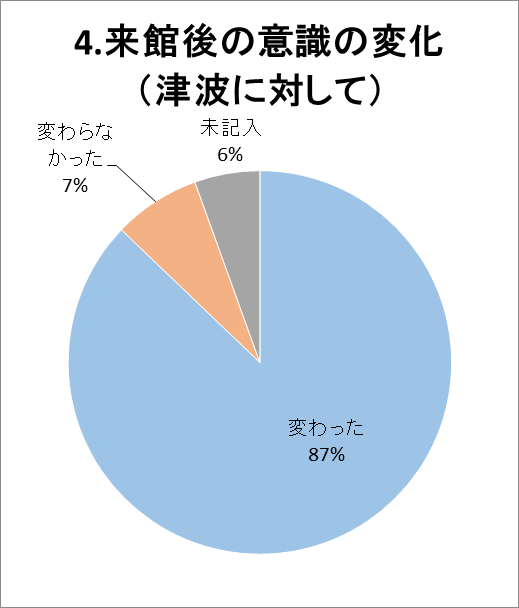 4.来館後の意識の変化
（津波に対して）
変わらな
かった
7%
未記入
6%
変わった
87%